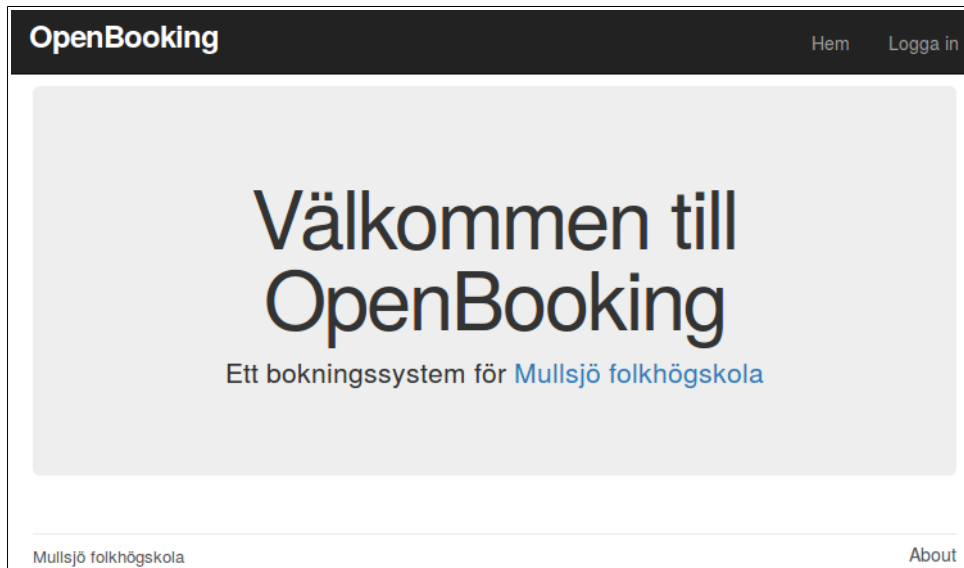 OpenBooking
Hem
Logga in
Välkommen till
OpenBooking
Ett bokningssystem för Mullsjö folkhögskola
Mullsjö folkhögskola
About